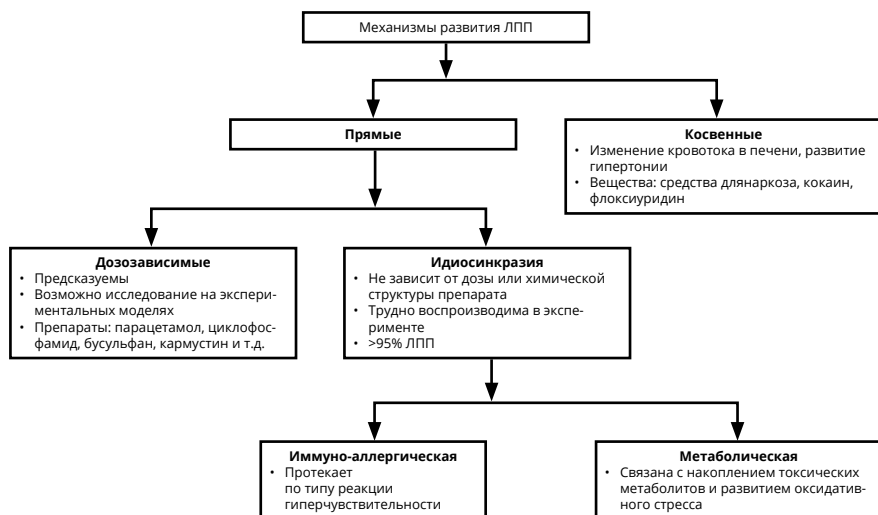 Механизмы развития ЛПП
Прямые
Косвенные
• Изменение кровотока в печени, развитие
гипертонии
• Вещества: средства длянаркоза, кокаин,
флоксиуридин
Дозозависимые
• Предсказуемы
• Возможно исследование на экспери-
ментальных моделях
• Препараты: парацетамол, циклофос-
фамид, бусульфан, кармустин и т.д.
Идиосинкразия
• Не зависит от дозы или химической
структуры препарата
• Трудно воспроизводима в экспе-
рименте
• >95% ЛПП
Иммуно-аллергическая
• Протекает
по типу реакции
гиперчувствительности
Метаболическая
• Связана с накоплением токсических
метаболитов и развитием оксидатив-
ного стресса